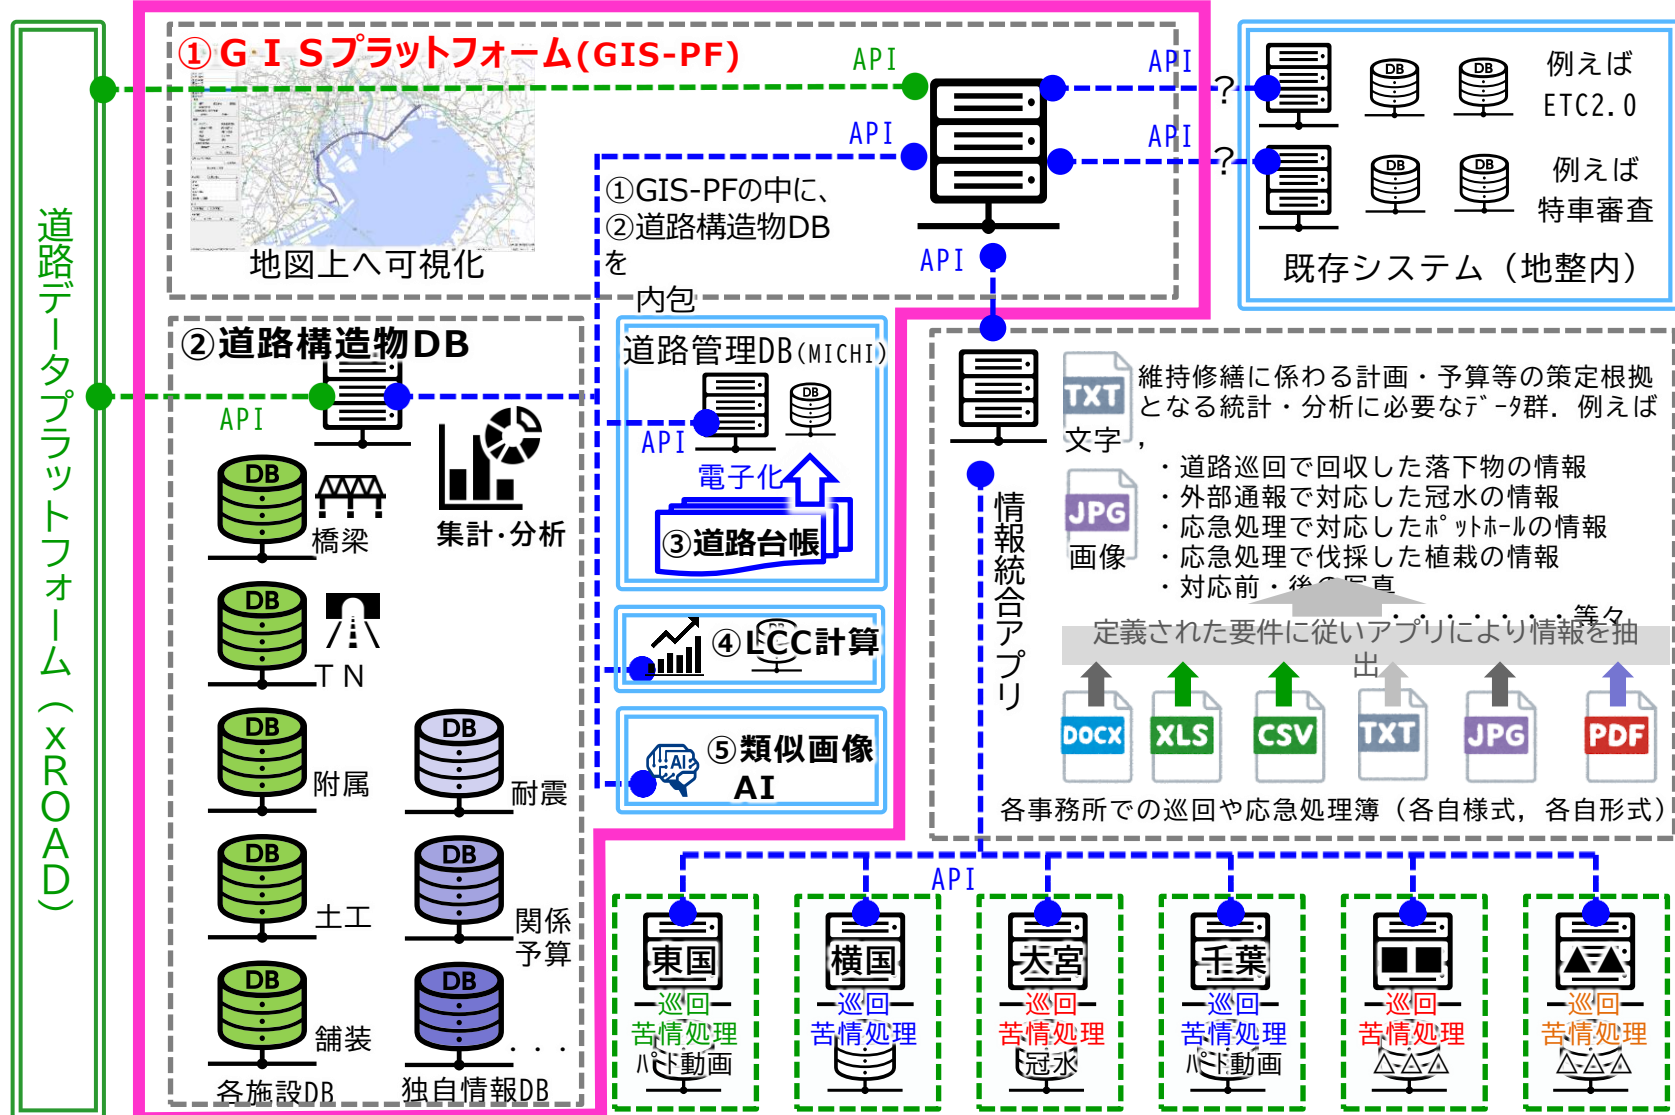 道路データプラットフォーム（xROAD）
①ＧＩＳプラットフォーム(GIS-PF)
地図上へ可視化
API
API
API
API
API
?
?
①GIS-PFの中に、
②道路構造物DB
を
内包
DB
DB
例えば
ETC2.0
DB
DB
例えば
特車審査
既存システム（地整内）
②道路構造物DB
API
集計・分析
DB
橋梁
DB
ＴＮ
DB
附属
DB
土工
DB
舗装
各施設DB
DB
耐震
DB
関係
予算
DB
・・・
独自情報DB
道路管理DB(MICHI)
DB
API
電子化
③道路台帳
DB
④LCC計算
AI
⑤類似画像
AI
情報統合アプリ
TXT
文字
JPG
画像
維持修繕に係わる計画・予算等の策定根拠
となる統計・分析に必要なﾃﾞｰﾀ群．例えば
，
・道路巡回で回収した落下物の情報
・外部通報で対応した冠水の情報
・応急処理で対応したﾎﾟｯﾄﾎｰﾙの情報
・応急処理で伐採した植栽の情報
・対応前・後の写真
・・・・・・・・等々
定義された要件に従いアプリにより情報を抽
出
DOCX
XLS
CSV
TXT
JPG
PDF
各事務所での巡回や応急処理簿（各自様式，各自形式）
API
東国
巡回
苦情処理
ﾊﾟﾄ動画
横国
巡回
苦情処理
大宮
巡回
苦情処理
冠水
千葉
巡回
苦情処理
ﾊﾟﾄ動画
■■
巡回
苦情処理
△△△
▲▲
巡回
苦情処理
△△△